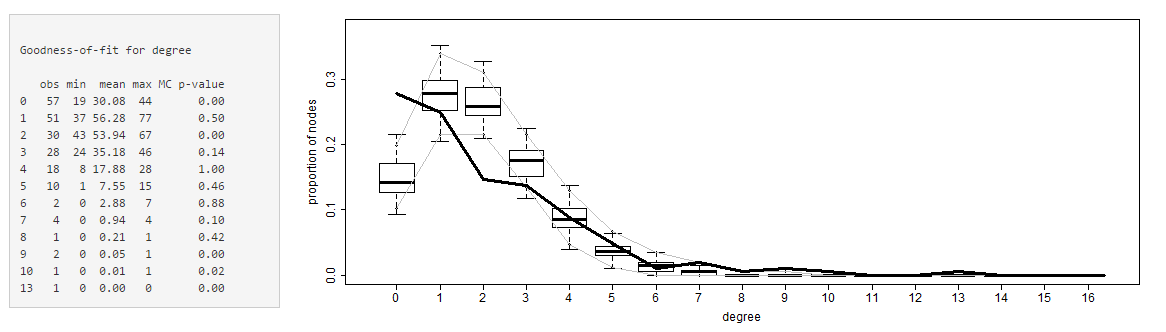 Goodness-of-fit for degree
obs min mean max MC p-value
0 57 19 30.08 44 0.00
1 51 37 56.28 77 0.50
2 30 43 53.94 67 0.00
3 28 24 35.18 46 0.14
4 18 8 17.88 28 1.00
5 10 1 7.55 15 0.46
6 2 0 2.88 7 0.88
7 4 0 0.94 4 0.10
8 1 0 0.21 1 0.42
9 2 0 0.05 1 0.00
10 1 0 0.01 1 0.02
13 1 0 0.00 0 0.00
proportion of nodes
0.3
0.2
0.1
0.0
0 1 2 3 4 5 6 7 8 9 10 11 12 13 14 15 16
degree